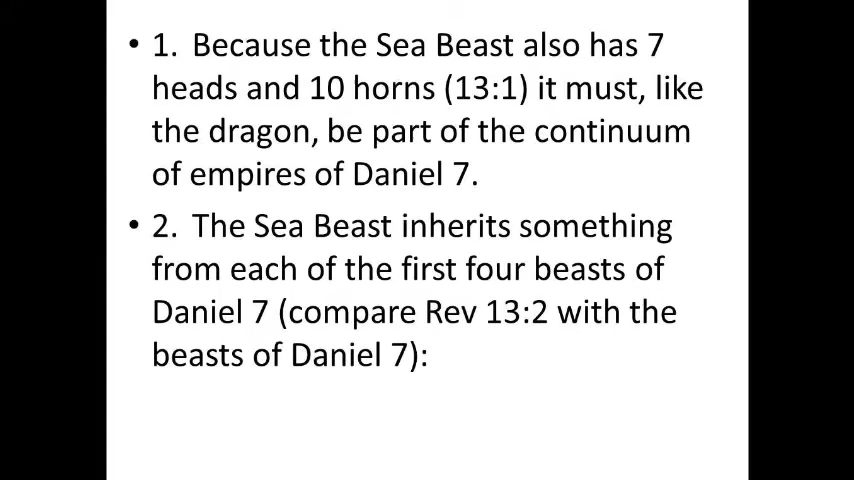 • 1. Because the Sea Beast also has 7
heads and 10 horns (13:1) it must, like
the dragon, be part of the continuum
of empires of Daniel 7.
• 2. The Sea Beast inherits something
from each of the first four beasts of
Daniel 7 (compare Rev 13:2 with the
beasts of Daniel 7):